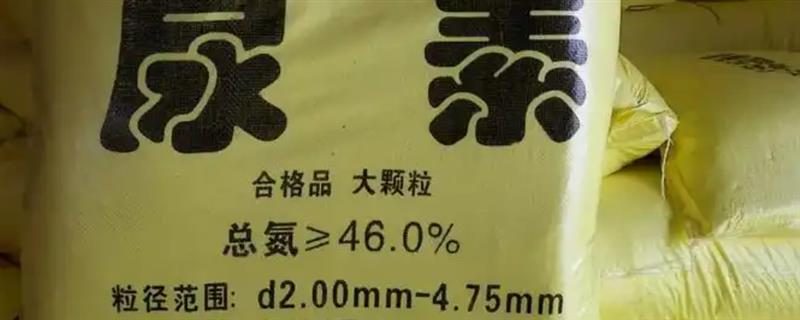 尿素
合格品 大颗粒
总氮≥46.0%
粒径范围: d2.00mm-4.75mm